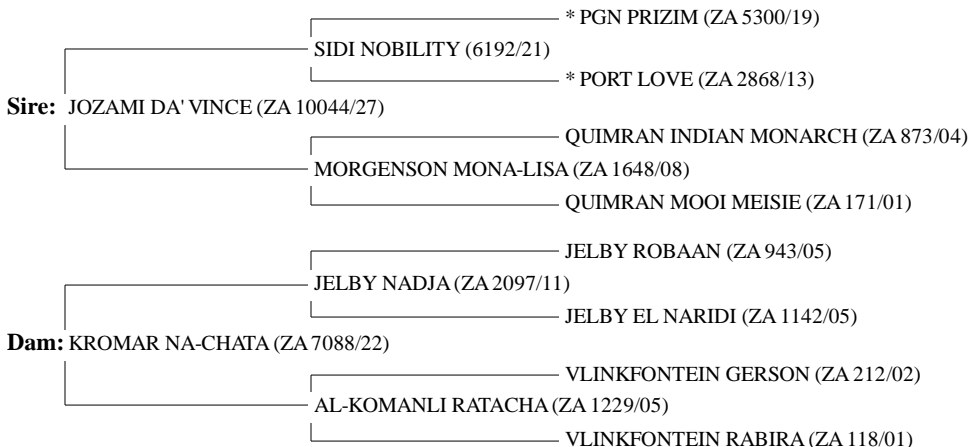 * PGN PRIZIM (ZA 5300/19)
SIDI NOBILITY (6192/21)
* PORT LOVE (ZA 2868/13)
Sire: JOZAMI DA' VINCE (ZA 10044/27)
QUIMRAN INDIAN MONARCH (ZA 873/04)
MORGENSON MONA-LISA (ZA 1648/08)
QUIMRAN MOOI MEISIE (ZA 171/01)
JELBY ROBAAN (ZA 943/05)
JELBY NADJA (ZA 2097/11)
JELBY EL NARIDI (ZA 1142/05)
Dam: KROMAR NA-CHATA (ZA 7088/22)
VLINKFONTEIN GERSON (ZA 212/02)
AL-KOMANLI RATACHA (ZA 1229/05)
VLINKFONTEIN RABIRA (ZA 118/01)